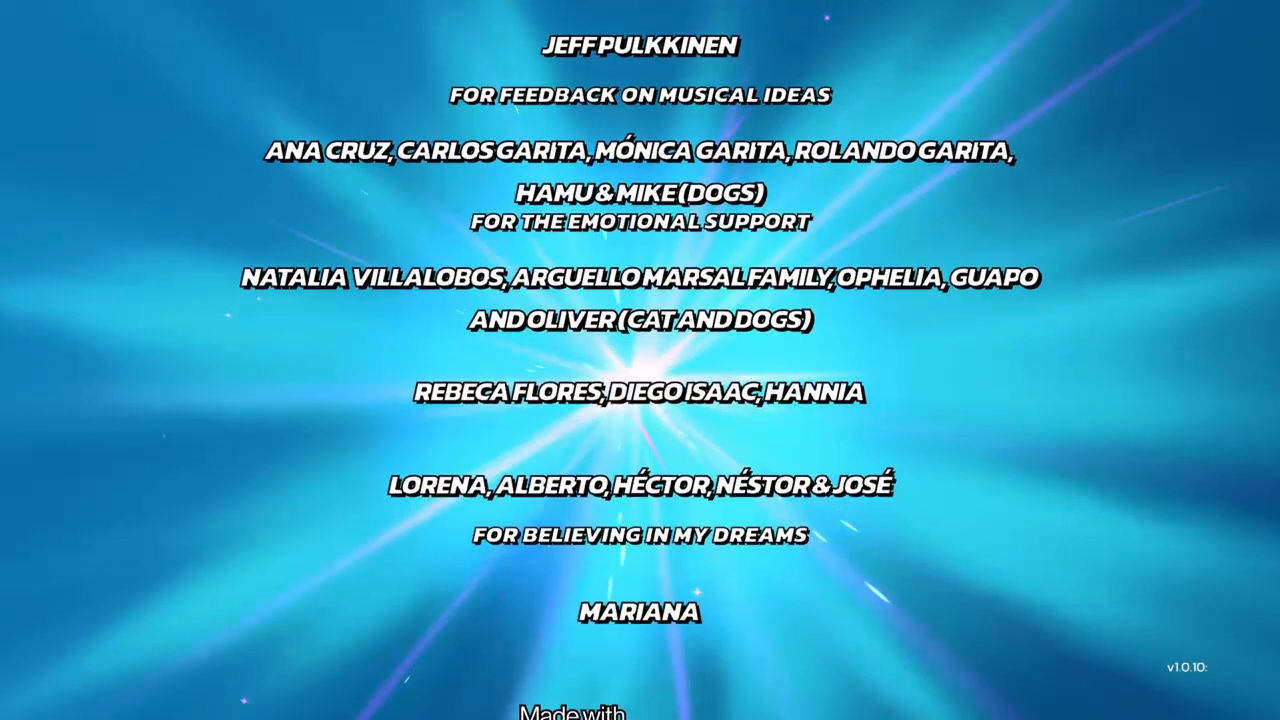 JEFF PULKKINEN
FOR FEEDBACK ON MUSICAL IDEAS
ANA CRUZ, CARLOS GARITA, MÓNICA GARITA, ROLANDO GARITA,
HAMU & MIKE (DOGS)
FOR THE EMOTIONAL SUPPORT
NATALIA VILLALOBOS, ARGUELLO MARSAL FAMILY, OPHELIA, GUAPO
AND OLIVER (CAT AND DOGS)
REBECA FLORES, DIEGO ISAAC, HANNIA
LORENA, ALBERTO, HÉCTOR, NÉSTOR & JOSÉ
FOR BELIEVING IN MY DREAMS
MARIANA
v1.0.10:
Made with